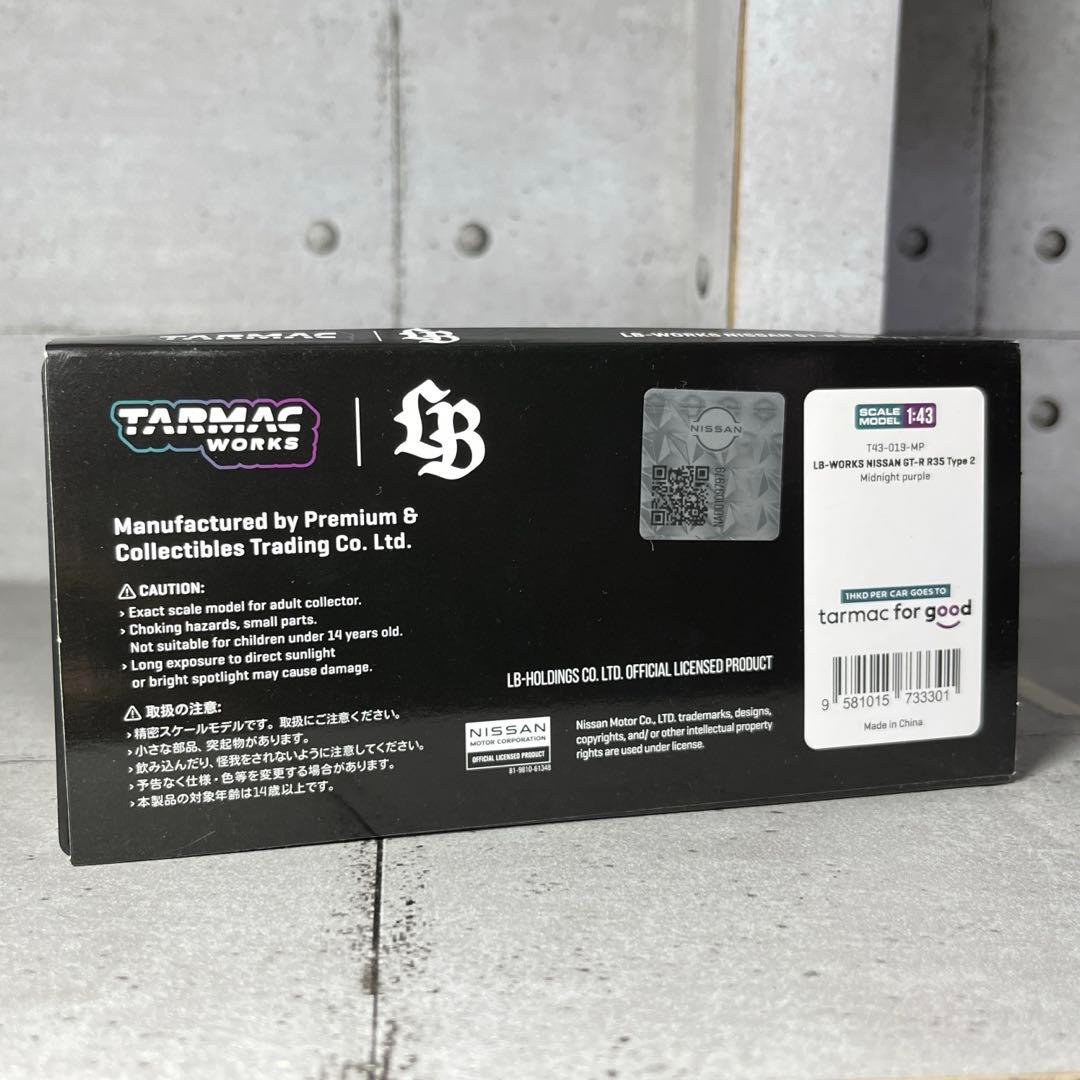 TARMAC
LB
LB-WORKS NISSAN GT-R
TARMAC
WORKS
LB
Manufactured by Premium &
Collectibles Trading Co. Ltd.
⚠ CAUTION:
› Exact scale model for adult collector.
› Choking hazards, small parts.
Not suitable for children under 14 years old.
› Long exposure to direct sunlight
or bright spotlight may cause damage.
⚠ 取扱の注意:
› 精密スケールモデルです。取扱にご注意ください。
› 小さな部品、突起物があります。
› 飲み込んだり、怪我をされないように注意してください。
› 予告なく仕様・色等を変更する場合があります。
› 本製品の対象年齢は14歳以上です。
NISSAN
LB-HOLDINGS CO. LTD. OFFICIAL LICENSED PRODUCT
NISSAN
MOTOR CORPORATION
OFFICIAL LICENSED PRODUCT
81-9810-61348
Nissan Motor Co., LTD. trademarks, designs,
copyrights, and/ or other intellectual property
rights are used under license.
SCALE
MODEL 1:43
T43-019-MP
LB-WORKS NISSAN GT-R R35 Type 2
Midnight purple
1HKD PER CAR GOES TO
tarmac for good
9 581015 733301
Made in China